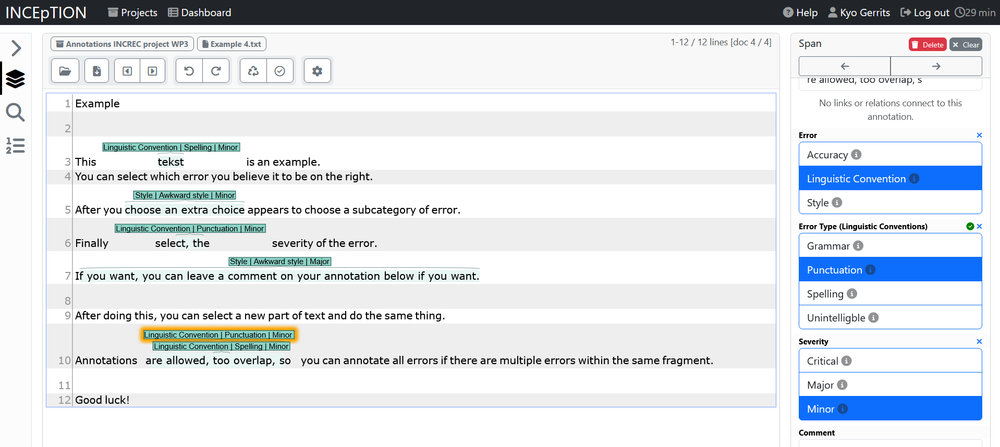 INCEpTION Projects Dashboard Help Kyo Gerrits Log out 29 min
Annotations INCREC project WP3 Example 4.txt 1-12 / 12 lines [doc 4 / 4]
1 Example
2
Linguistic Convention | Spelling | Minor
3 This tekst is an example.
4 You can select which error you believe it to be on the right.
Style | Awkward style | Minor
5 After you choose an extra choice appears to choose a subcategory of error.
Linguistic Convention | Punctuation | Minor
6 Finally select, the severity of the error.
Style | Awkward style | Major
7 If you want, you can leave a comment on your annotation below if you want.
8
9 After doing this, you can select a new part of text and do the same thing.
Linguistic Convention | Punctuation | Minor
Linguistic Convention | Spelling | Minor
10 Annotations are allowed, too overlap, so you can annotate all errors if there are multiple errors within the same fragment.
11
12 Good luck!
Span Delete Clear
re allowed, too overlap, s
No links or relations connect to this
annotation.
Error
Accuracy
Linguistic Convention
Style
Error Type (Linguistic Conventions)
Grammar
Punctuation
Spelling
Unintelligble
Severity
Critical
Major
Minor
Comment